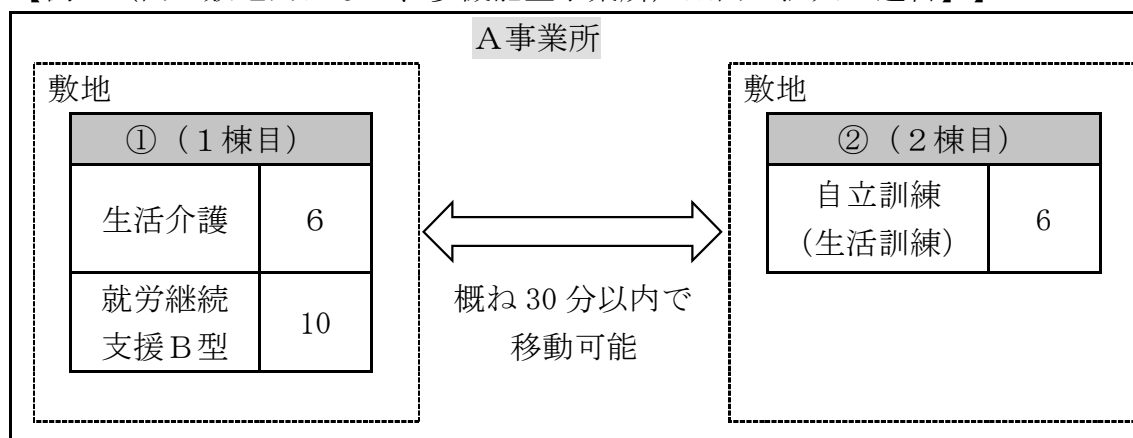 A事業所
敷地
①（1棟目）
生活介護
6
就労継続
支援B型
10
概ね 30 分以内で
移動可能
敷地
②（2棟目）
自立訓練
（生活訓練）
6